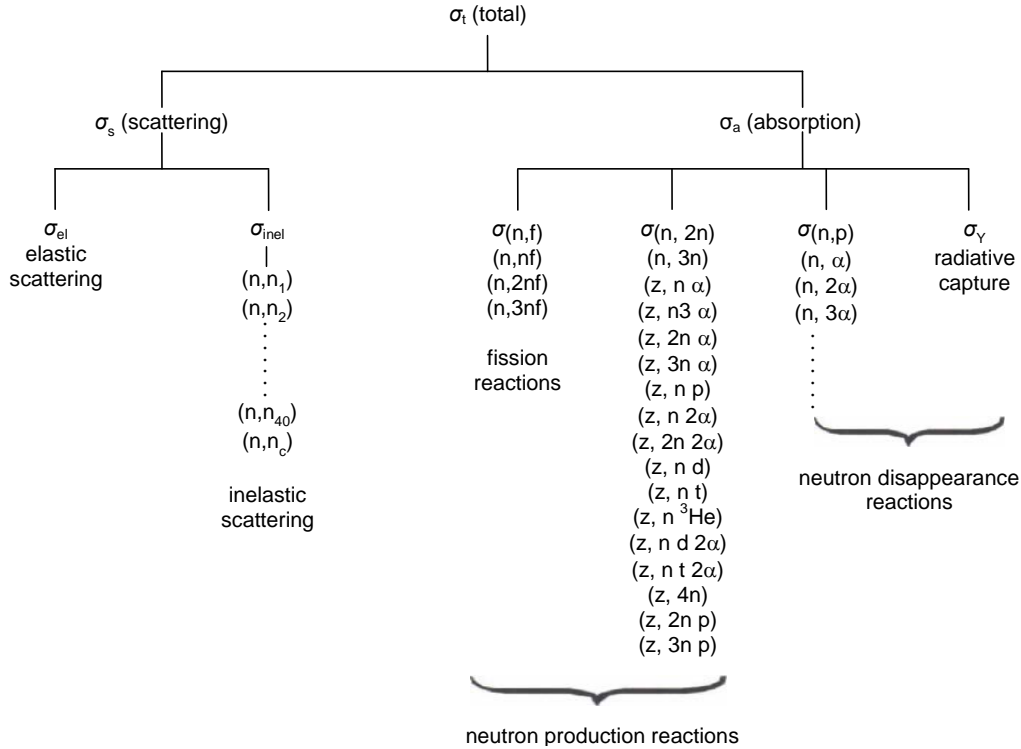 σt (total)
σs (scattering)
σa (absorption)
σel
elastic
scattering
σinel
(n,n1)
(n,n2)
(n,n40)
(n,nc)
inelastic
scattering
σ(n,f)
(n,nf)
(n,2nf)
(n,3nf)
fission
reactions
σ(n, 2n)
(n, 3n)
(z, n α)
(z, n3 α)
(z, 2n α)
(z, 3n α)
(z, n p)
(z, n 2α)
(z, 2n 2α)
(z, n d)
(z, n t)
(z, n ³He)
(z, n d 2α)
(z, n t 2α)
(z, 4n)
(z, 2n p)
(z, 3n p)
neutron production reactions
σ(n,p)
(n, α)
(n, 2α)
(n, 3α)
σY
radiative
capture
neutron disappearance
reactions